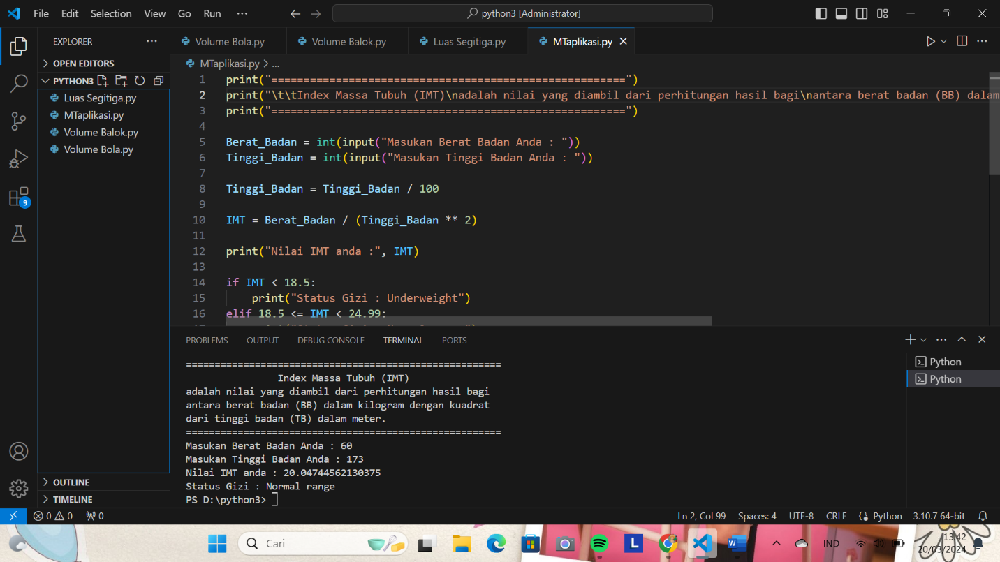 File Edit Selection View Go Run ··· python3 [Administrator]
EXPLORER ···
Volume Bola.py Volume Balok.py Luas Segitiga.py MTaplikasi.py
OPEN EDITORS
MTaplikasi.py > ...
PYTHON3
Luas Segitiga.py
MTaplikasi.py
Volume Balok.py
Volume Bola.py
9
1 print("=======================================================")
2 print("\t\tIndex Massa Tubuh (IMT)\nadalah nilai yang diambil dari perhitungan hasil bagi\nantara berat badan (BB) dalam
3 print("=======================================================")
4
5 Berat_Badan = int(input("Masukan Berat Badan Anda : "))
6 Tinggi_Badan = int(input("Masukan Tinggi Badan Anda : "))
7
8 Tinggi_Badan = Tinggi_Badan / 100
9
10 IMT = Berat_Badan / (Tinggi_Badan ** 2)
11
12 print("Nilai IMT anda :", IMT)
13
14 if IMT < 18.5:
15 print("Status Gizi : Underweight")
16 elif 18.5 <= IMT < 24.99:
PROBLEMS OUTPUT DEBUG CONSOLE TERMINAL PORTS
=======================================================
Index Massa Tubuh (IMT)
adalah nilai yang diambil dari perhitungan hasil bagi
antara berat badan (BB) dalam kilogram dengan kuadrat
dari tinggi badan (TB) dalam meter.
=======================================================
Masukan Berat Badan Anda : 60
Masukan Tinggi Badan Anda : 173
Nilai IMT anda : 20.04744562130375
Status Gizi : Normal range
PS D:\python3>
Python
Python
OUTLINE
TIMELINE
0 0 0 Ln 2, Col 99 Spaces: 4 UTF-8 CRLF Python 3.10.7 64-bit
Cari
L
W
IND
13.42
20/03/2024